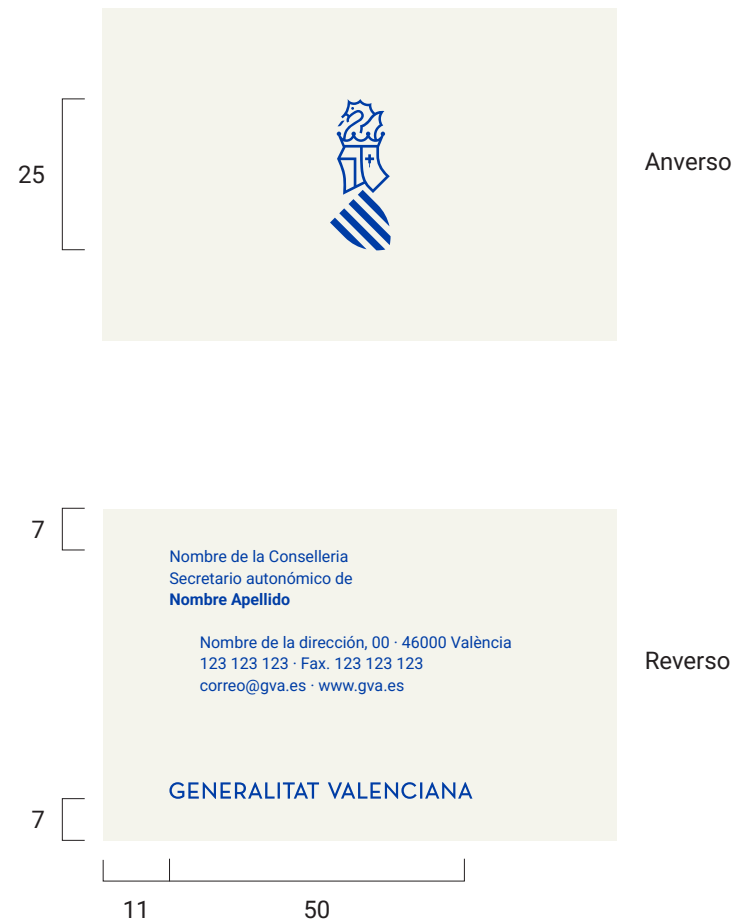 25
Anverso
7
Nombre de la Conselleria
Secretario autonómico de
Nombre Apellido
Nombre de la dirección, 00 · 46000 València
123 123 123 · Fax. 123 123 123
correo@gva.es · www.gva.es
Reverso
GENERALITAT VALENCIANA
7
11
50